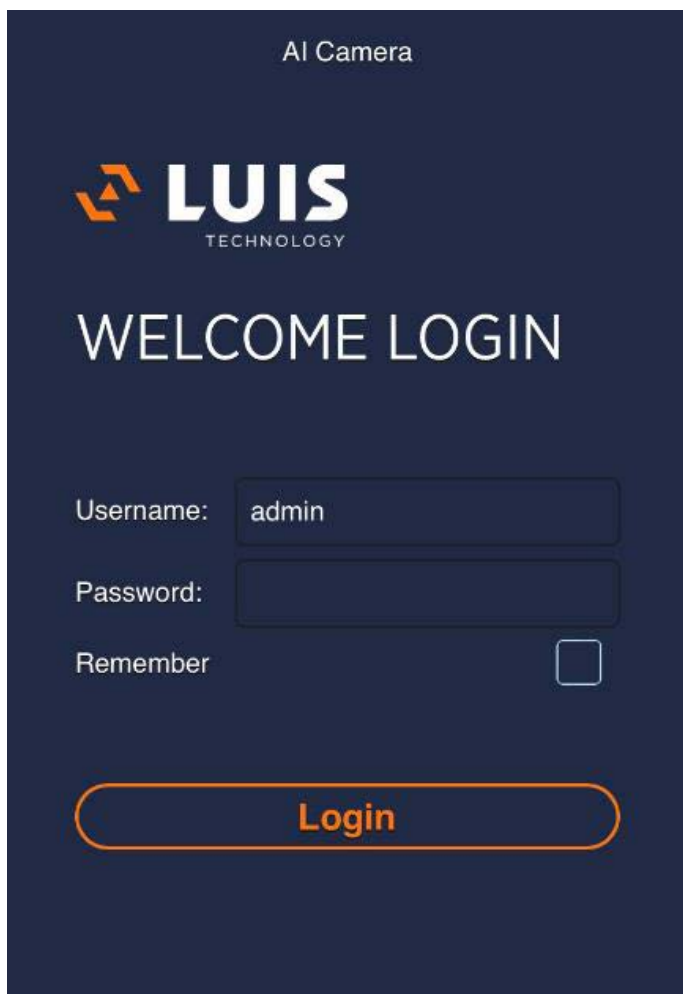 AI Camera
LUIS
TECHNOLOGY
WELCOME LOGIN
Username: admin
Password:
Remember
Login